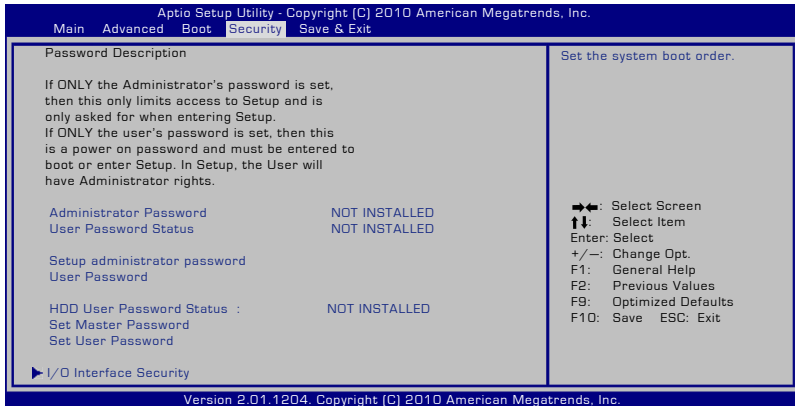 Aptio Setup Utility - Copyright (C) 2010 American Megatrends, Inc.
Main Advanced Boot Security Save & Exit
Password Description
If ONLY the Administrator's password is set,
then this only limits access to Setup and is
only asked for when entering Setup.
If ONLY the user's password is set, then this
is a power on password and must be entered to
boot or enter Setup. In Setup, the User will
have Administrator rights.
Administrator Password NOT INSTALLED
User Password Status NOT INSTALLED
Setup administrator password
User Password
HDD User Password Status : NOT INSTALLED
Set Master Password
Set User Password
I/O Interface Security
Set the system boot order.
→←: Select Screen
↑↓: Select Item
Enter: Select
+/—: Change Opt.
F1: General Help
F2: Previous Values
F9: Optimized Defaults
F10: Save ESC: Exit
Version 2.01.1204. Copyright (C) 2010 American Megatrends, Inc.